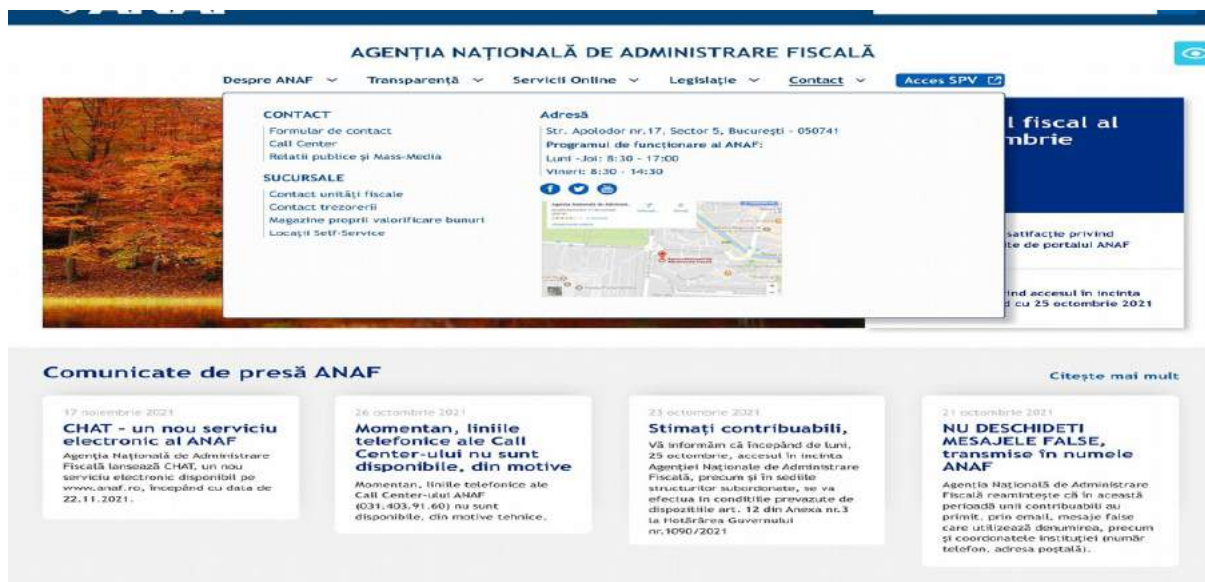 AGENȚIA NAȚIONALĂ DE ADMINISTRARE FISCALĂ
Despre ANAF
Transparență
Servicii Online
Legislație
Contact
Acces SPV
CONTACT
Formular de contact
Call Center
Relatii publice și Mass-Media
SUCURSALE
Contact unități fiscale
Contact trezorerii
Magazine proprii valorificare bunuri
Locații Self-Service
Adresă
Str. Apolodor nr.17, Sector 5, București - 050741
Programul de funcționare al ANAF:
Luni -Joi: 8:30 - 17:00
Vineri: 8:30 - 14:30
l fiscal al
mbrie
satifacție privind
te de portalul ANAF
ind accesul în incinta
cu 25 octombrie 2021
Comunicate de presă ANAF
Citește mai mult
17 noiembrie 2021
CHAT - un nou serviciu
electronic al ANAF
Agenția Națională de Administrare
Fiscală lansează CHAT, un nou
serviciu electronic disponibil pe
www.anaf.ro, începând cu data de
22.11.2021.
26 octombrie 2021
Momentan, liniile
telefonice ale Call
Center-ului nu sunt
disponibile, din motive
Momentan, liniile telefonice ale
Call Center-ului ANAF
(031.403.91.60) nu sunt
disponibile, din motive tehnice.
23 octombrie 2021
Stimați contribuabili,
Vă informăm că începând de luni,
25 octombrie, accesul în incinta
Agenției Naționale de Administrare
Fiscală, precum și în sediile
structurilor subordonate, se va
efectua in conditiile prevazute de
dispozitiile art. 12 din Anexa nr.3
la Hotărârea Guvernului
nr.1090/2021
21 octombrie 2021
NU DESCHIDETI
MESAJELE FALSE,
transmise în numele
ANAF
Agenția Națională de Administrare
Fiscală reamintește că în această
perioadă unii contribuabili au
primit, prin email, mesaje false
care utilizează denumirea, precum
și coordonatele instituției (număr
telefon, adresa poștală).